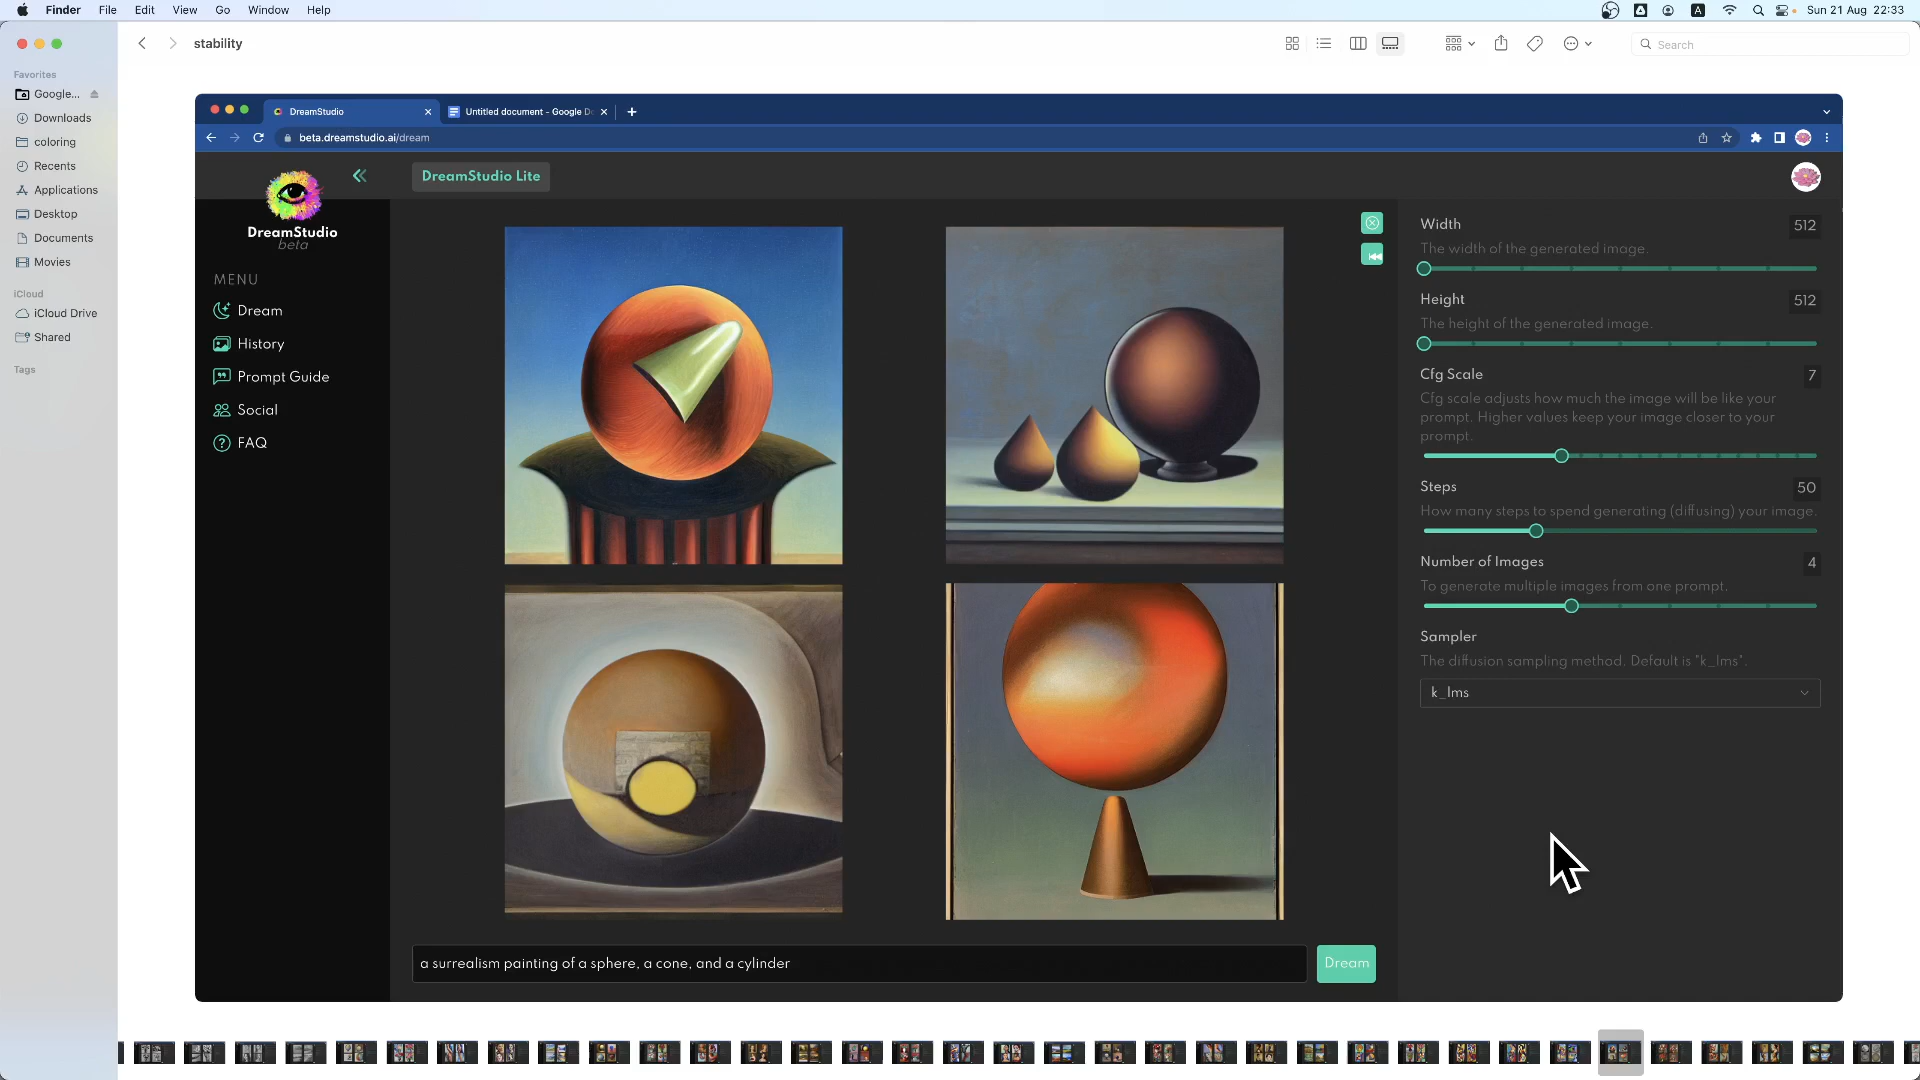 Finder File Edit View Go Window Help
A Sun 21 Aug 22:33
stability
Search
Favorites
Google...
Downloads
coloring
Recents
Applications
Desktop
Documents
Movies
iCloud
iCloud Drive
Shared
Tags
DreamStudio
Untitled document - Google D
beta.dreamstudio.ai/dream
DreamStudio
beta
MENU
Dream
History
Prompt Guide
Social
FAQ
DreamStudio Lite
a surrealism painting of a sphere, a cone, and a cylinder
Dream
Width 512
The width of the generated image.
Height 512
The height of the generated image.
Cfg Scale 7
Cfg scale adjusts how much the image will be like your
prompt. Higher values keep your image closer to your
prompt.
Steps 50
How many steps to spend generating (diffusing) your image.
Number of Images 4
To generate multiple images from one prompt.
Sampler
The diffusion sampling method. Default is "k_lms".
k_lms